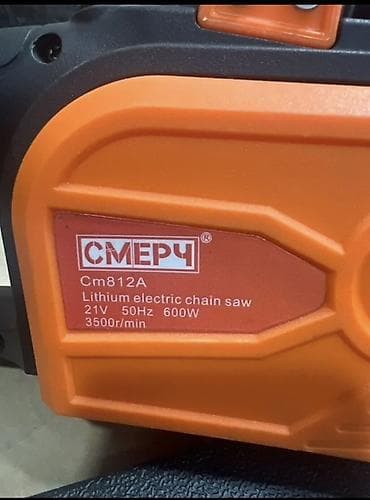 СМЕРЧ®
Cm812A
Lithium electric chain saw
21V 50Hz 600W
3500r/min